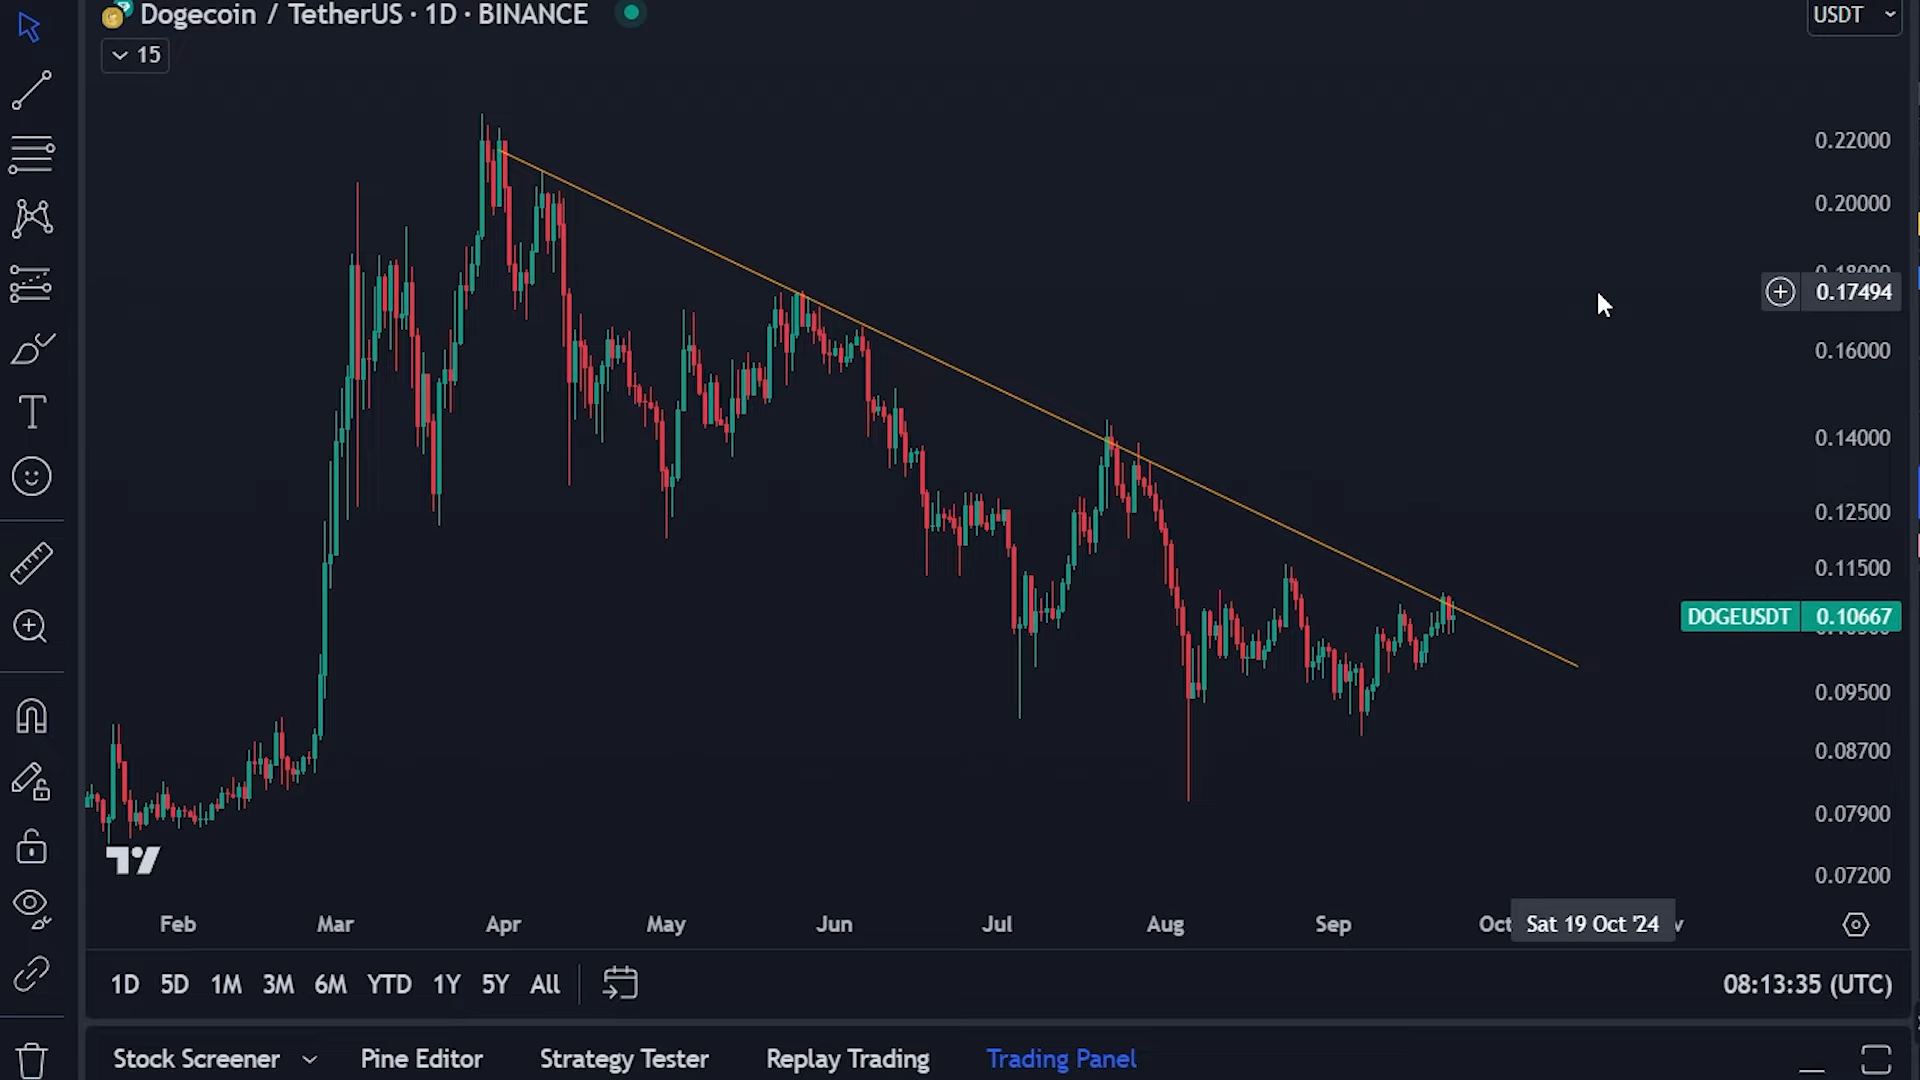 Dogecoin / TetherUS · 1D · BINANCE
USDT
15
0.22000
0.20000
0.18000
0.17494
0.16000
0.14000
0.12500
0.11500
DOGEUSDT 0.10667
0.09500
0.08700
0.07900
0.07200
Feb Mar Apr May Jun Jul Aug Sep Oct Sat 19 Oct '24
1D 5D 1M 3M 6M YTD 1Y 5Y All 08:13:35 (UTC)
Stock Screener Pine Editor Strategy Tester Replay Trading Trading Panel